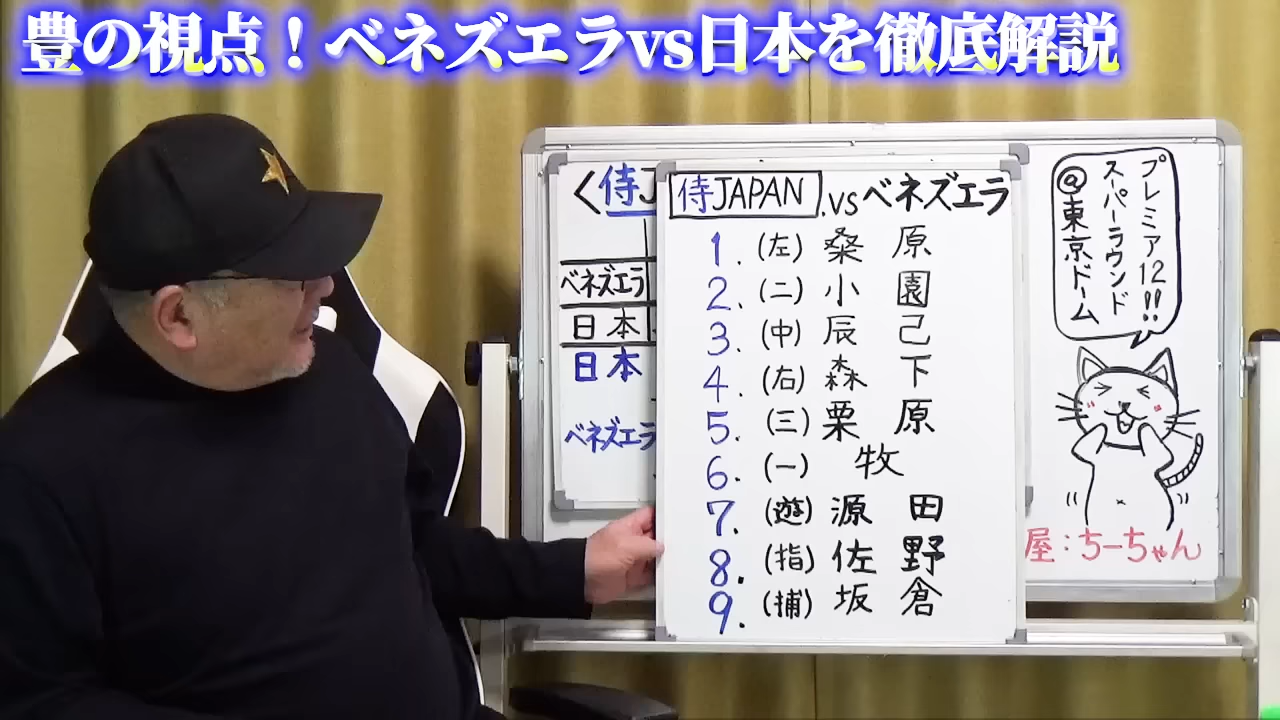 豊の視点！ベネズエラvs日本を徹底解説
侍JAPAN.vsベネズエラ
1.(左)桑原
2.(二)小園
3.(中)辰己
4.(右)森下
5.(三)栗原
6.(一)牧
7.(遊)源田
8.(指)佐野
9.(捕)坂倉
<侍J
ベネズエラ
日本
日本
ベネズエラ
プレミア12!!
スーパーラウンド
@東京ドーム
屋:ちーちゃん